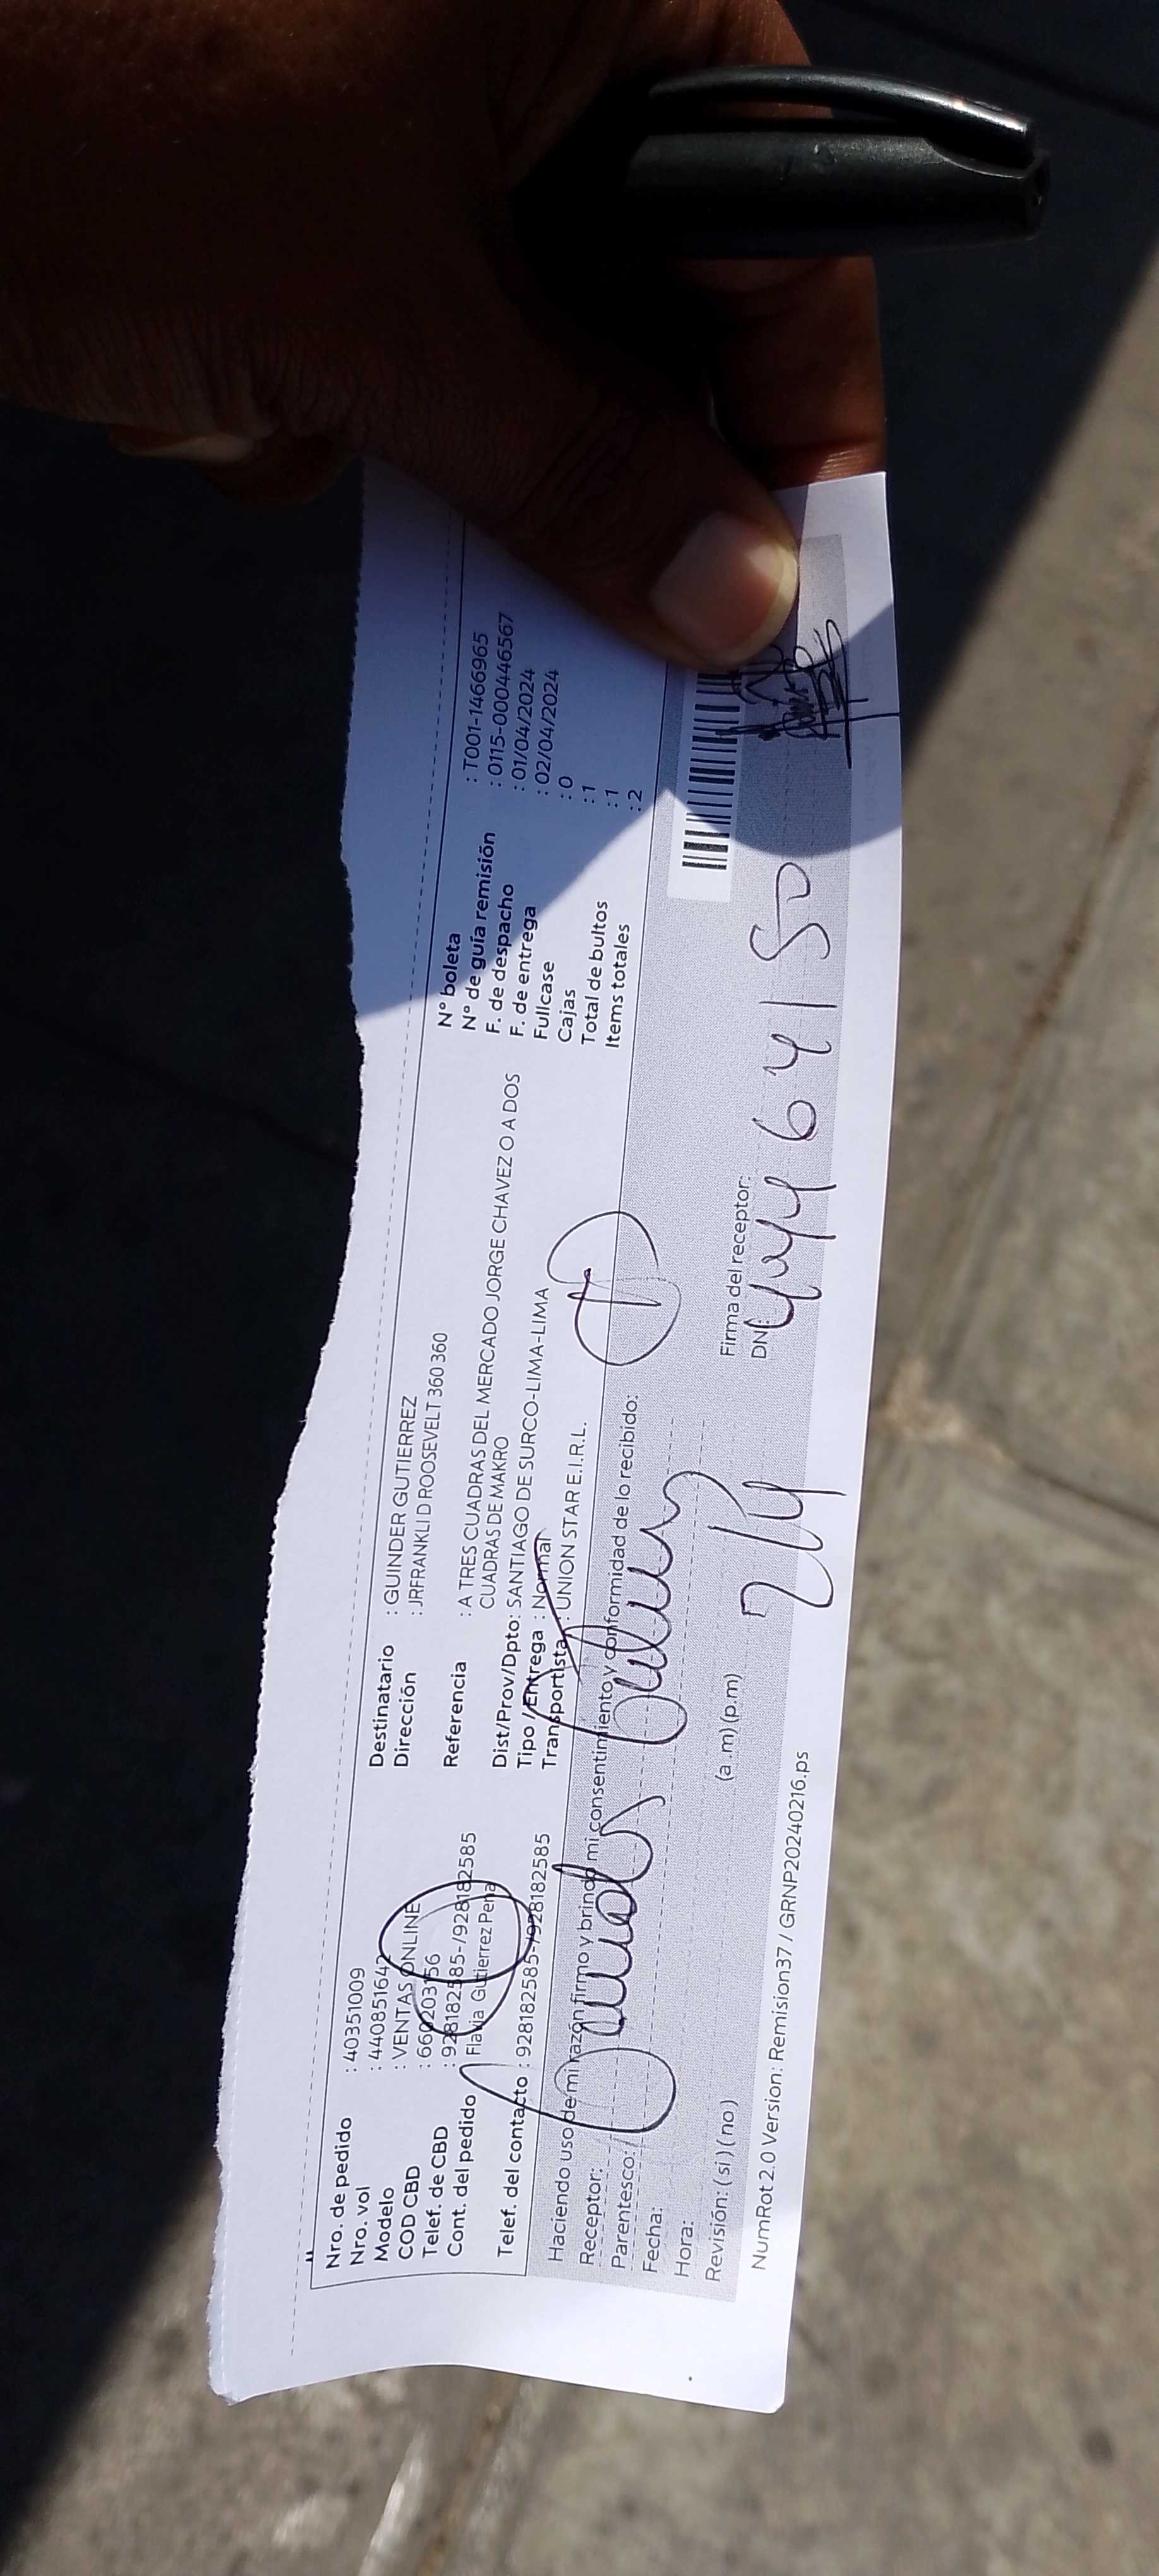 Nro. de pedido : 40351009
Nro. vol : 440851642
Modelo : VENTAS ONLINE
COD CBD : 660203156
Telef. de CBD : 928182585-/928182585
Cont. del pedido Flavia Gutierrez Pena
Telef. del contacto : 928182585-/928182585
Destinatario : GUINDER GUTIERREZ
Dirección : JRFRANKLI D ROOSEVELT 360 360
Referencia : A TRES CUADRAS DEL MERCADO JORGE CHAVEZ O A DOS
CUADRAS DE MAKRO
Dist/Prov/Dpto: SANTIAGO DE SURCO-LIMA-LIMA
Tipo /Entrega : Normal
Transportista : UNION STAR E.I.R.L.
N° boleta : T001-1466965
N° de guía remisión : 0115-0004446567
F. de despacho : 01/04/2024
F. de entrega : 02/04/2024
Fullcase : 0
Cajas : 1
Total de bultos : 1
Items totales : 2
Haciendo uso de mi razón firmo y brindo mi consentimiento y conformidad de lo recibido:
Receptor:
Parentesco:
Fecha:
Hora: (a.m) (p.m)
Revisión: ( si ) ( no )
2/4
Firma del receptor:
DNI: 44464150
NumRot 2.0 Version: Remision37 / GRNP20240216.ps